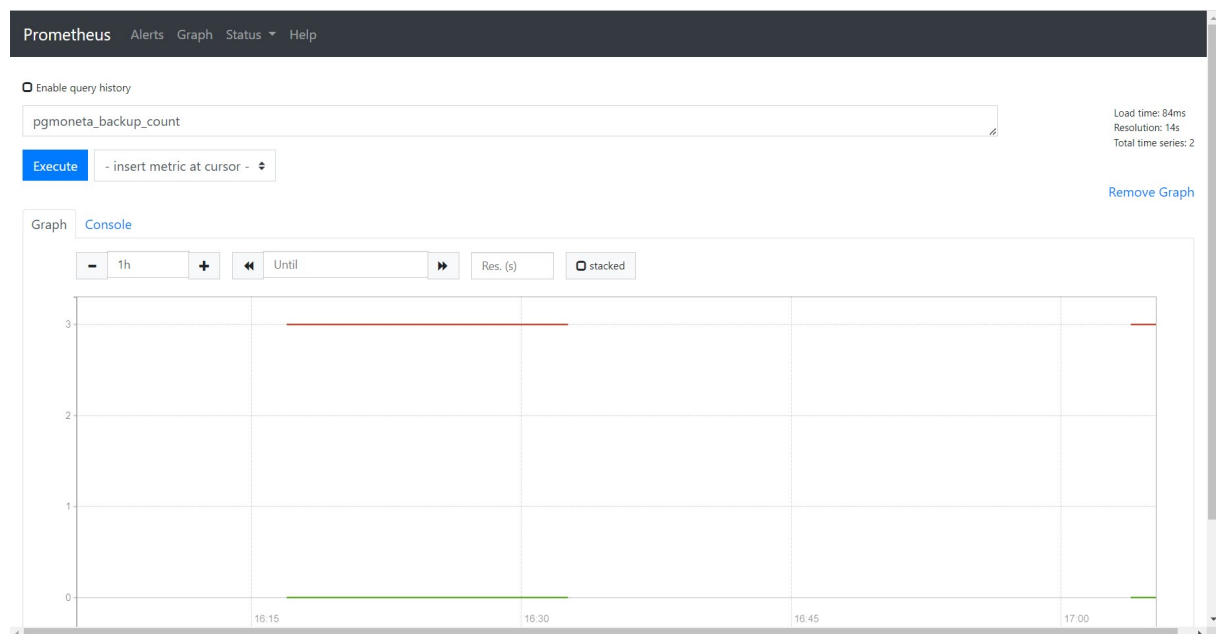 Prometheus Alerts Graph Status Help
Enable query history
pgmoneta_backup_count
Load time: 84ms
Resolution: 14s
Total time series: 2
Execute - insert metric at cursor -
Remove Graph
Graph Console
- 1h + Until Res. (s) stacked
3
2
1
0
16:15 16:30 16:45 17:00